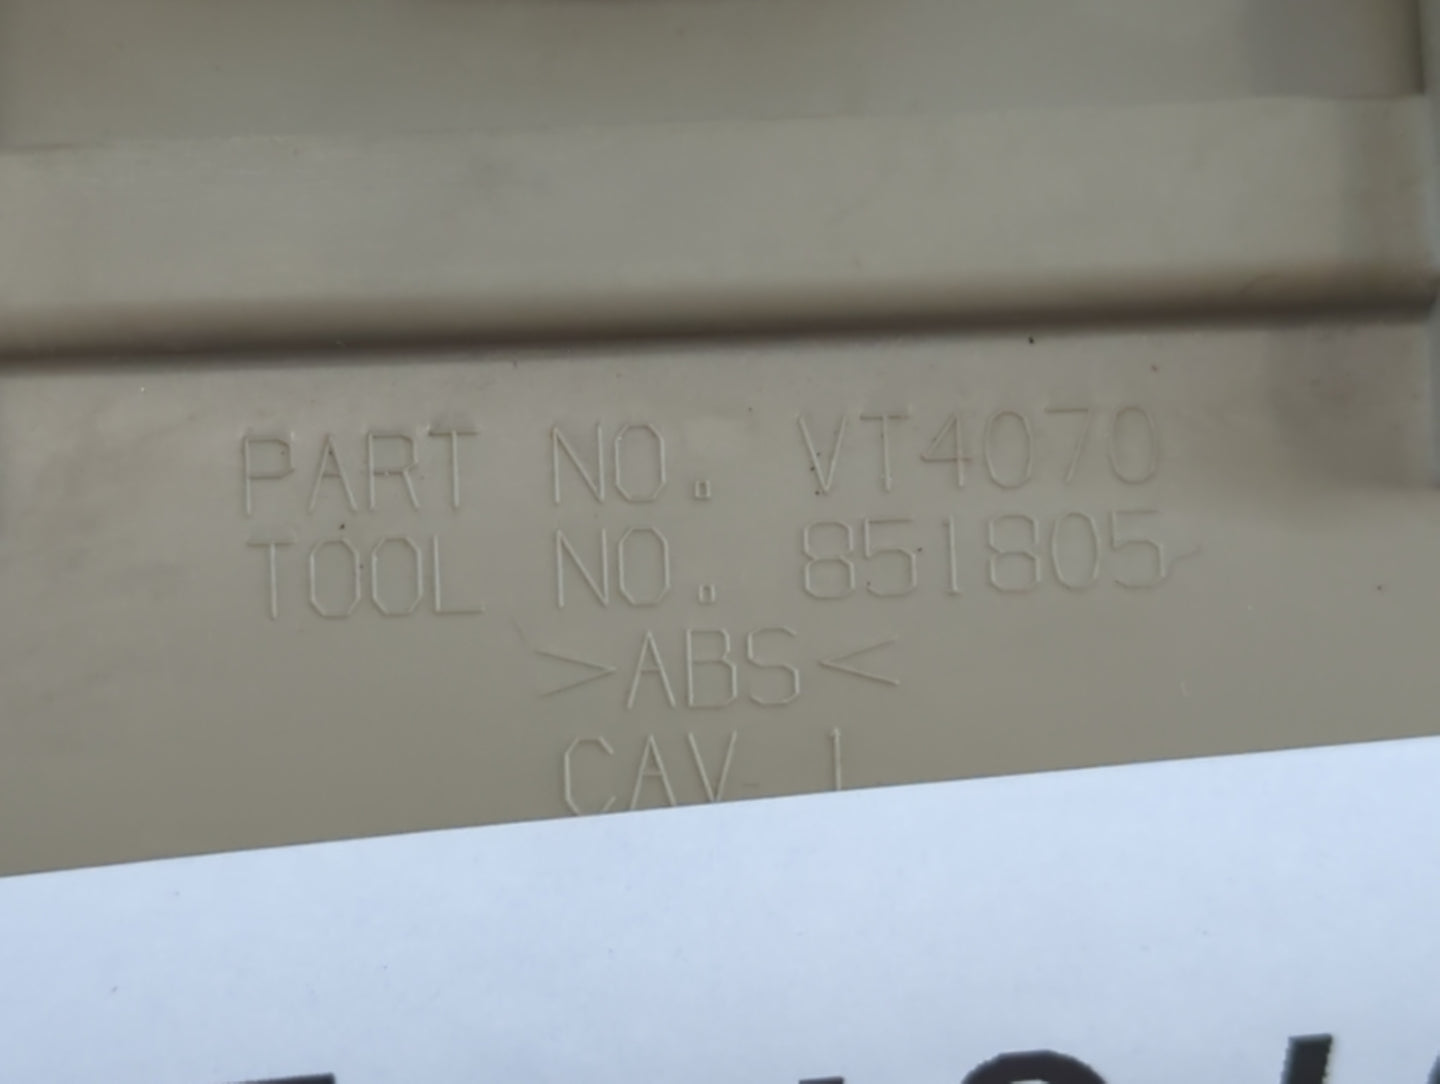 PART NO. VT4070
TOOL NO. 851805
>ABS<
CAV 1